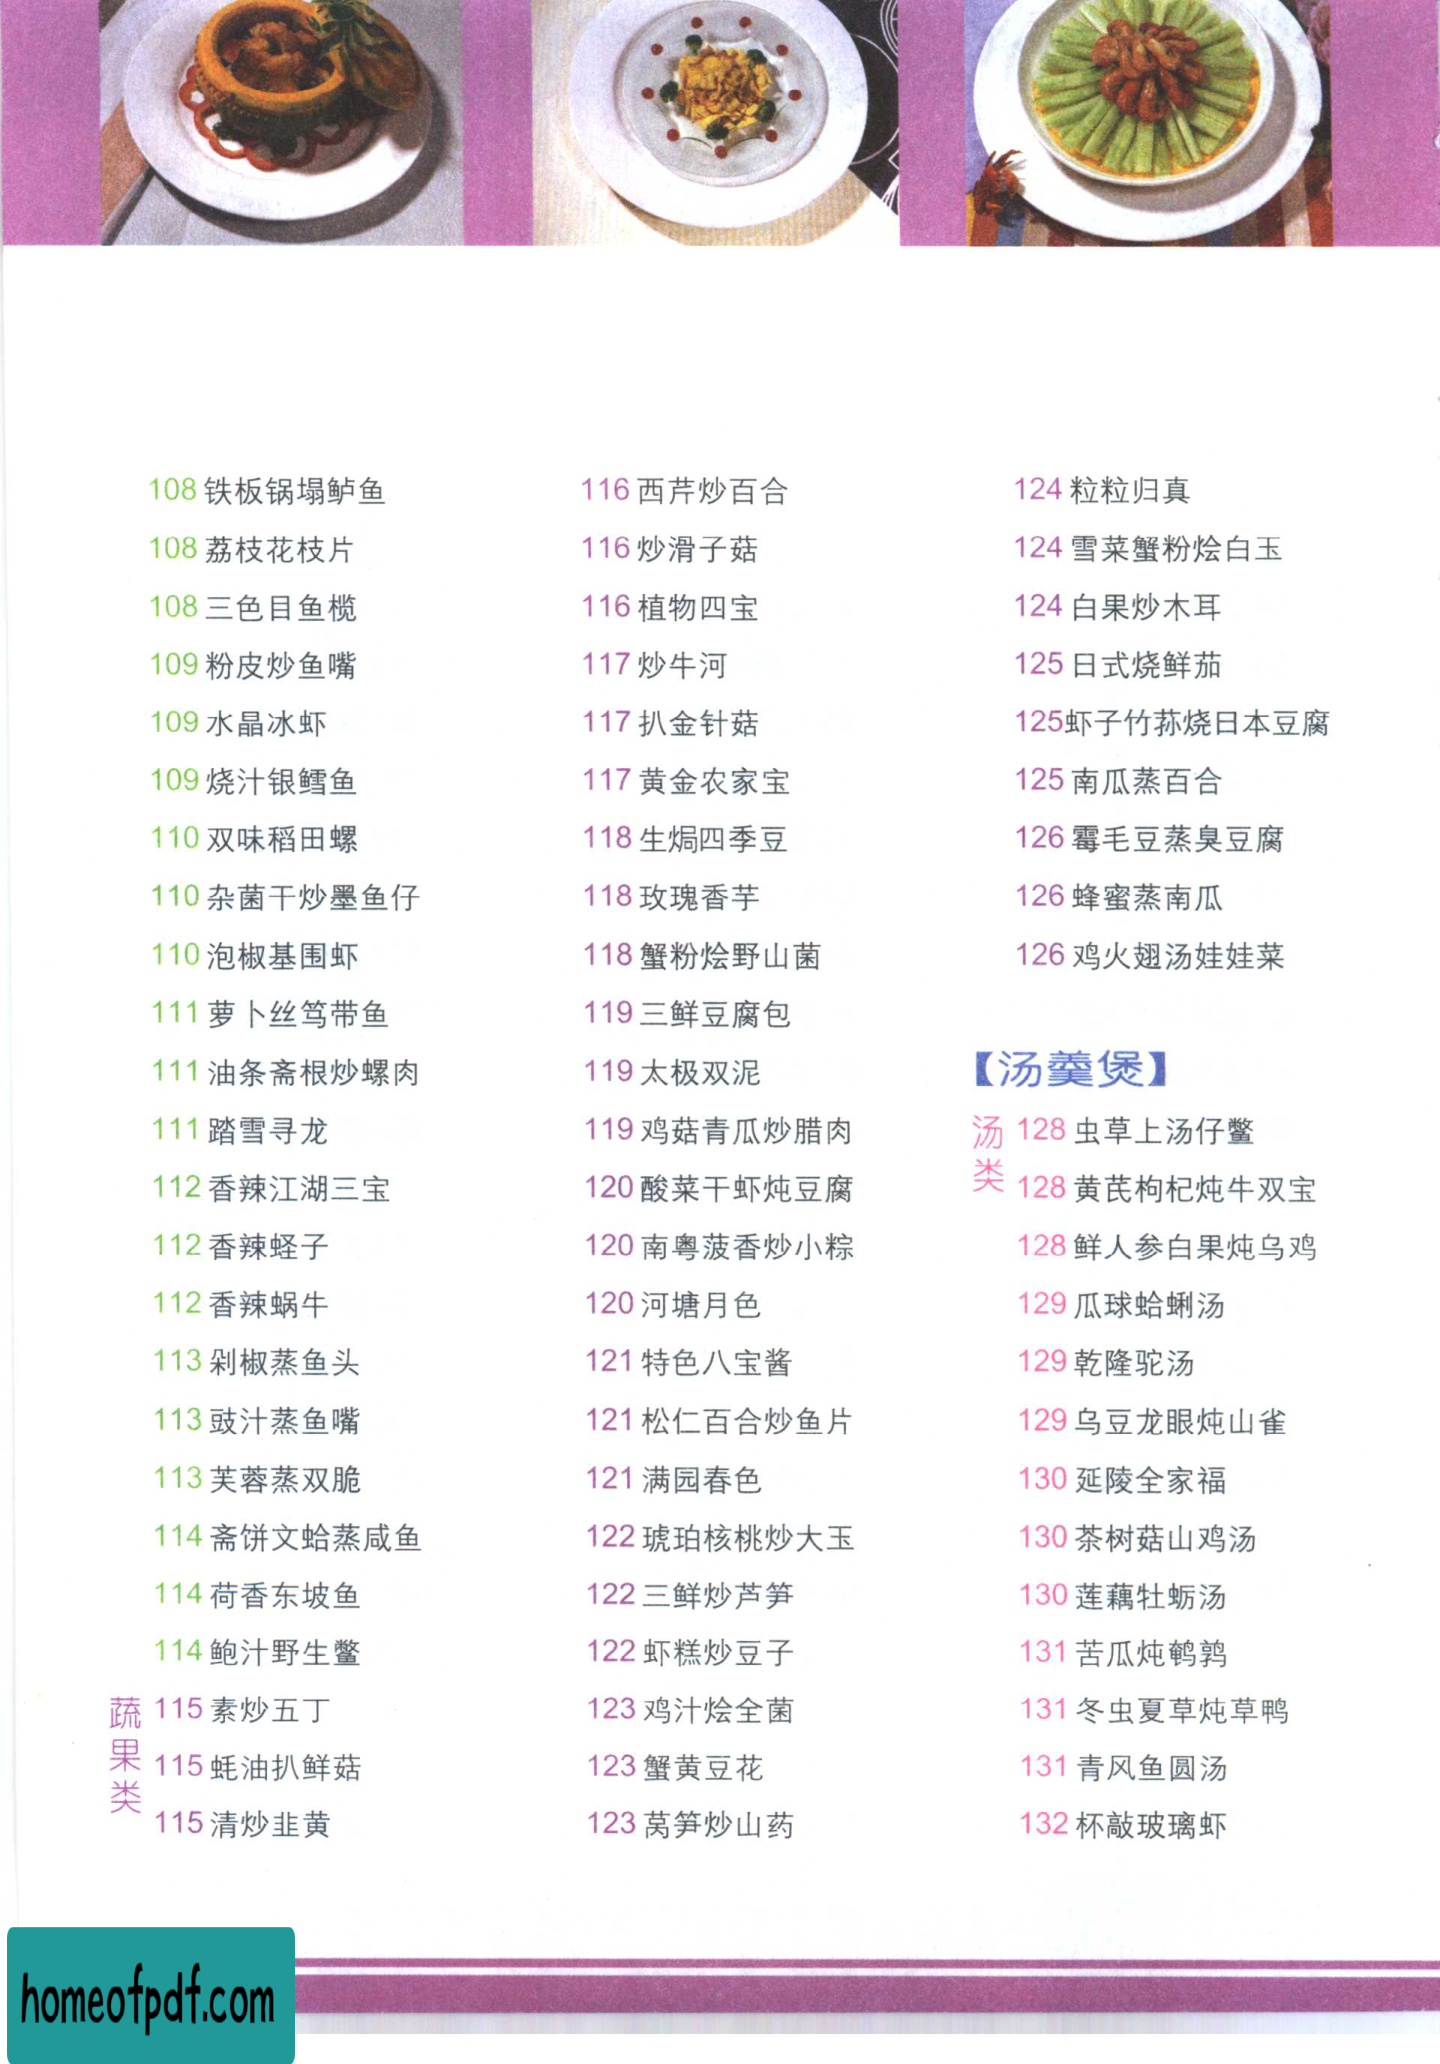 108 铁板锅塌鲈鱼
108 荔枝花枝片
108 三色目鱼榄
109 粉皮炒鱼嘴
109 水晶冰虾
109 烧汁银鳕鱼
110 双味稻田螺
110 杂菌干炒墨鱼仔
110 泡椒基围虾
111 萝卜丝笃带鱼
111 油条斋根炒螺肉
111 踏雪寻龙
112 香辣江湖三宝
112 香辣蛏子
112 香辣蜗牛
113 剁椒蒸鱼头
113 豉汁蒸鱼嘴
113 芙蓉蒸双脆
114 斋饼文蛤蒸咸鱼
114 荷香东坡鱼
114 鲍汁野生鳖
蔬果类
115 素炒五丁
115 蚝油扒鲜菇
115 清炒韭黄
116 西芹炒百合
116 炒滑子菇
116 植物四宝
117 炒牛河
117 扒金针菇
117 黄金农家宝
118 生焗四季豆
118 玫瑰香芋
118 蟹粉烩野山菌
119 三鲜豆腐包
119 太极双泥
119 鸡菇青瓜炒腊肉
120 酸菜干虾炖豆腐
120 南粤菠香炒小粽
120 河塘月色
121 特色八宝酱
121 松仁百合炒鱼片
121 满园春色
122 琥珀核桃炒大玉
122 三鲜炒芦笋
122 虾糕炒豆子
123 鸡汁烩全菌
123 蟹黄豆花
123 莴笋炒山药
124 粒粒归真
124 雪菜蟹粉烩白玉
124 白果炒木耳
125 日式烧鲜茄
125 虾子竹荪烧日本豆腐
125 南瓜蒸百合
126 霉毛豆蒸臭豆腐
126 蜂蜜蒸南瓜
126 鸡火翅汤娃娃菜
【汤羹煲】
汤类
128 虫草上汤仔鳖
128 黄芪枸杞炖牛双宝
128 鲜人参白果炖乌鸡
129 瓜球蛤蜊汤
129 乾隆驼汤
129 乌豆龙眼炖山雀
130 延陵全家福
130 茶树菇山鸡汤
130 莲藕牡蛎汤
131 苦瓜炖鹌鹑
131 冬虫夏草炖草鸭
131 青风鱼圆汤
132 杯敲玻璃虾
homeofpdf.com